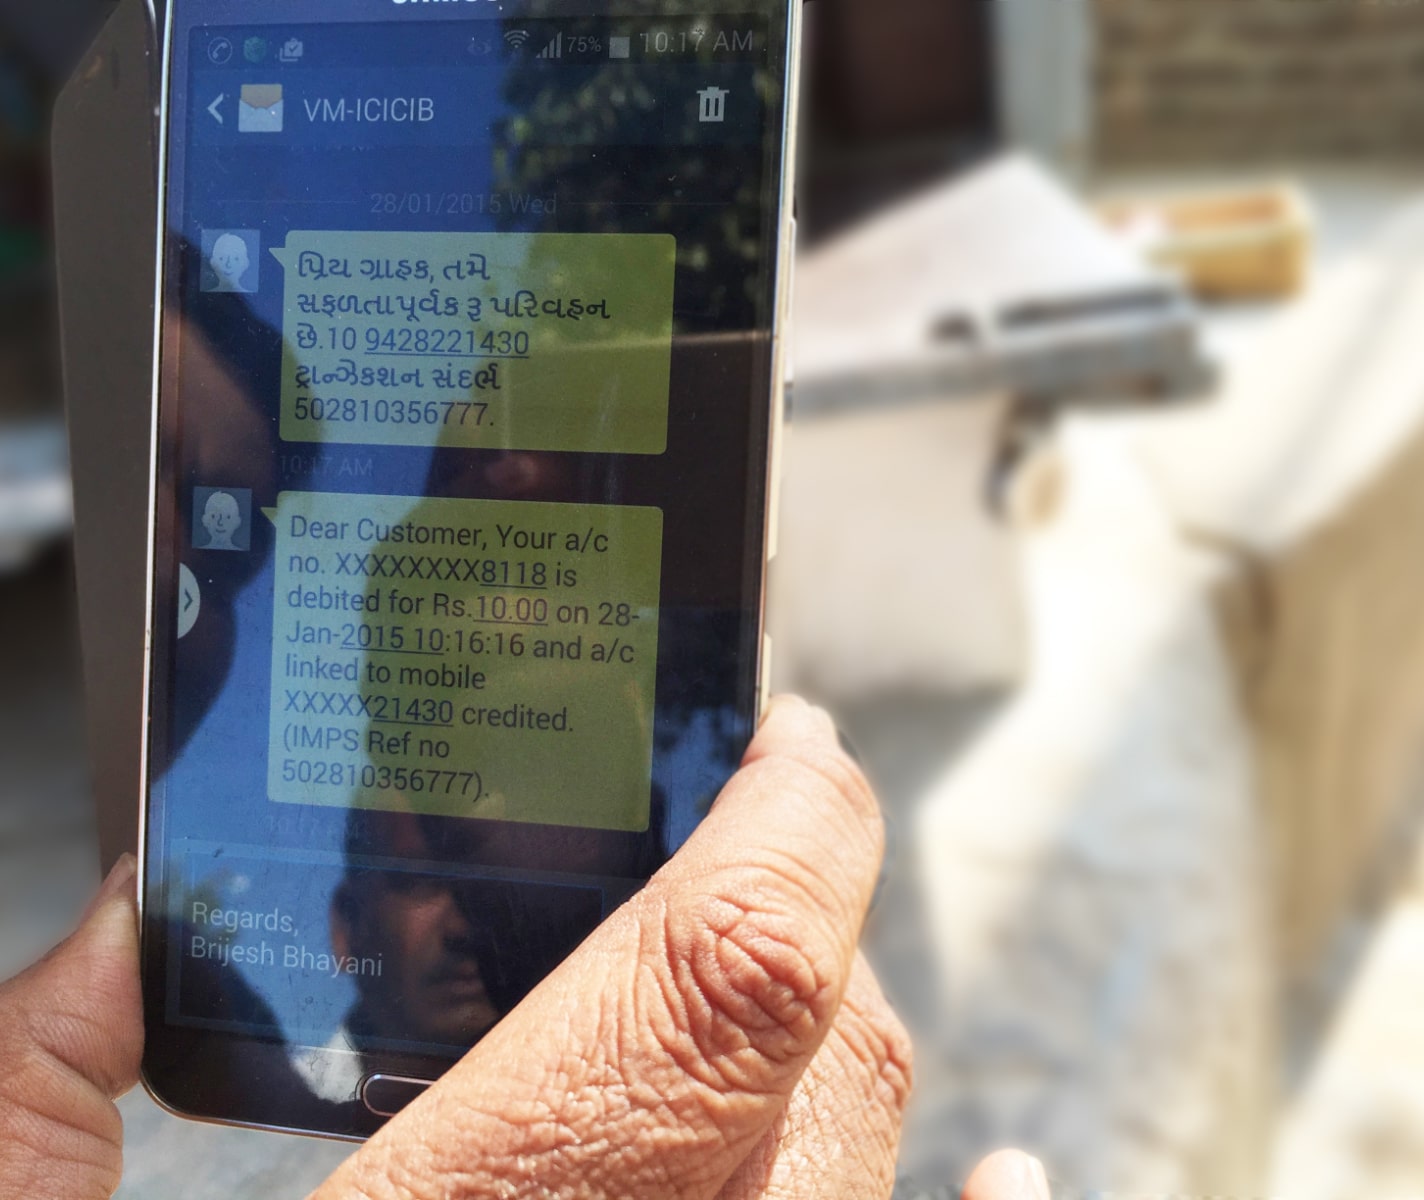 75% 10:17 AM
VM-ICICIB
28/01/2015 Wed
પ્રિય ગ્રાહક, તમે
સફળતાપૂર્વક રૂ પરિવહન
છે.10 9428221430
ટ્રાન્ઝેકશન સંદર્ભ
502810356777.
10:17 AM
Dear Customer, Your a/c
no. XXXXXXXX8118 is
debited for Rs.10.00 on 28-
Jan-2015 10:16:16 and a/c
linked to mobile
XXXXX21430 credited.
(IMPS Ref no
502810356777).
Regards,
Brijesh Bhayani